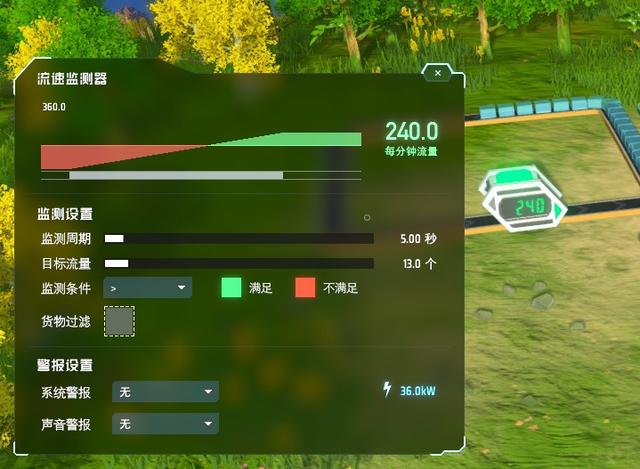 流速监测器
×
360.0
240.0
每分钟流量
监测设置
监测周期 5.00 秒
目标流量 13.0 个
监测条件 > 满足 不满足
货物过滤
警报设置
系统警报 无 36.0kW
声音警报 无
240